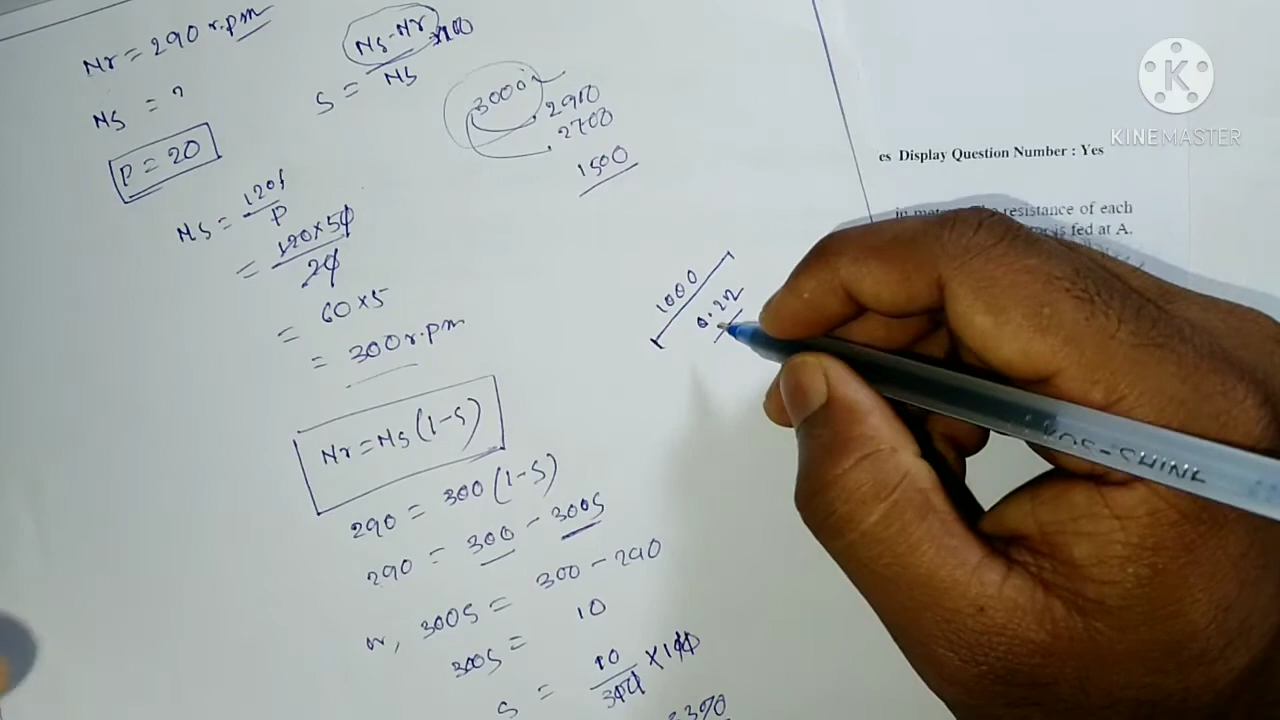 Nr = 290 r.pm
Ns = ?
P = 20
S = Ns-Nr/Ns ×100
3000
2910
2700
1500
Ns = 120f/P
= 120×50/20
= 60×5
= 300 r.pm
Nr = Ns(1-S)
290 = 300(1-S)
290 = 300 - 300S
or, 300S = 300 - 290
300S = 10
S = 10/300 ×100
1000
0.2Ω
KINEMASTER
es Display Question Number : Yes
The resistance of each
is fed at A.